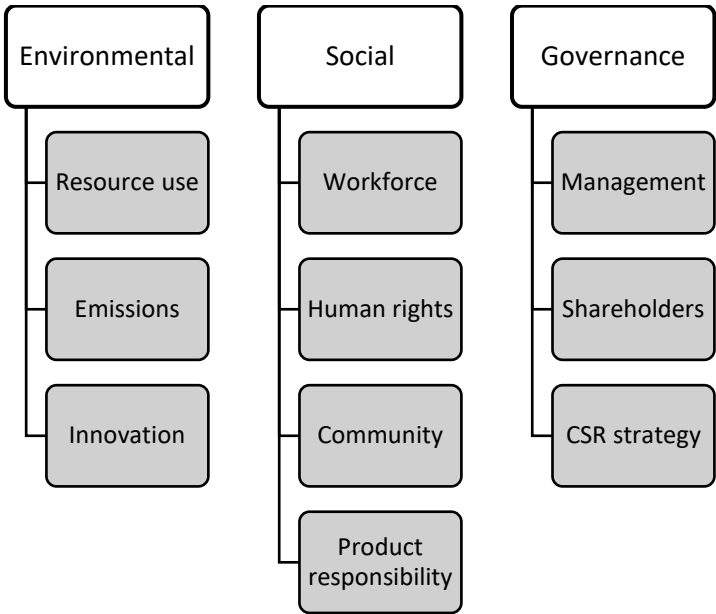 Environmental
Resource use
Emissions
Innovation
Social
Workforce
Human rights
Community
Product
responsibility
Governance
Management
Shareholders
CSR strategy